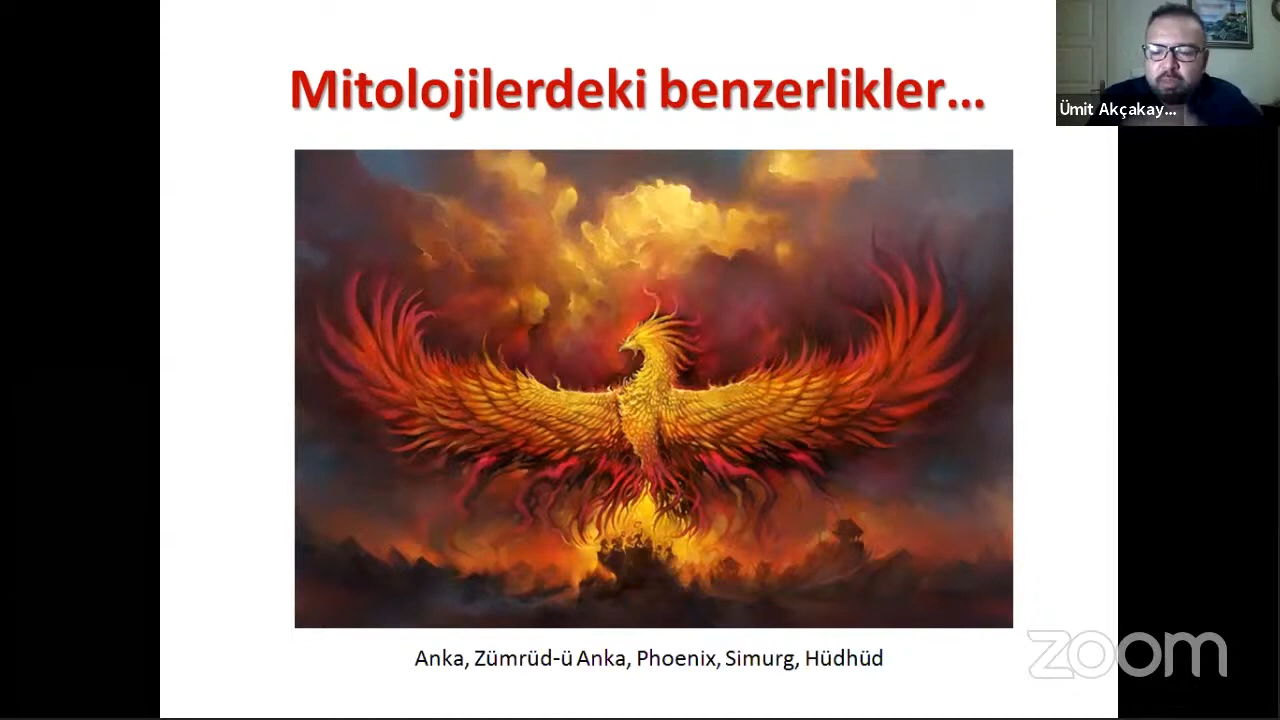 Mitolojilerdeki benzerlikler...
Ümit Akçakay...
Anka, Zümrüd-ü Anka, Phoenix, Simurg, Hüdhüd
zoom